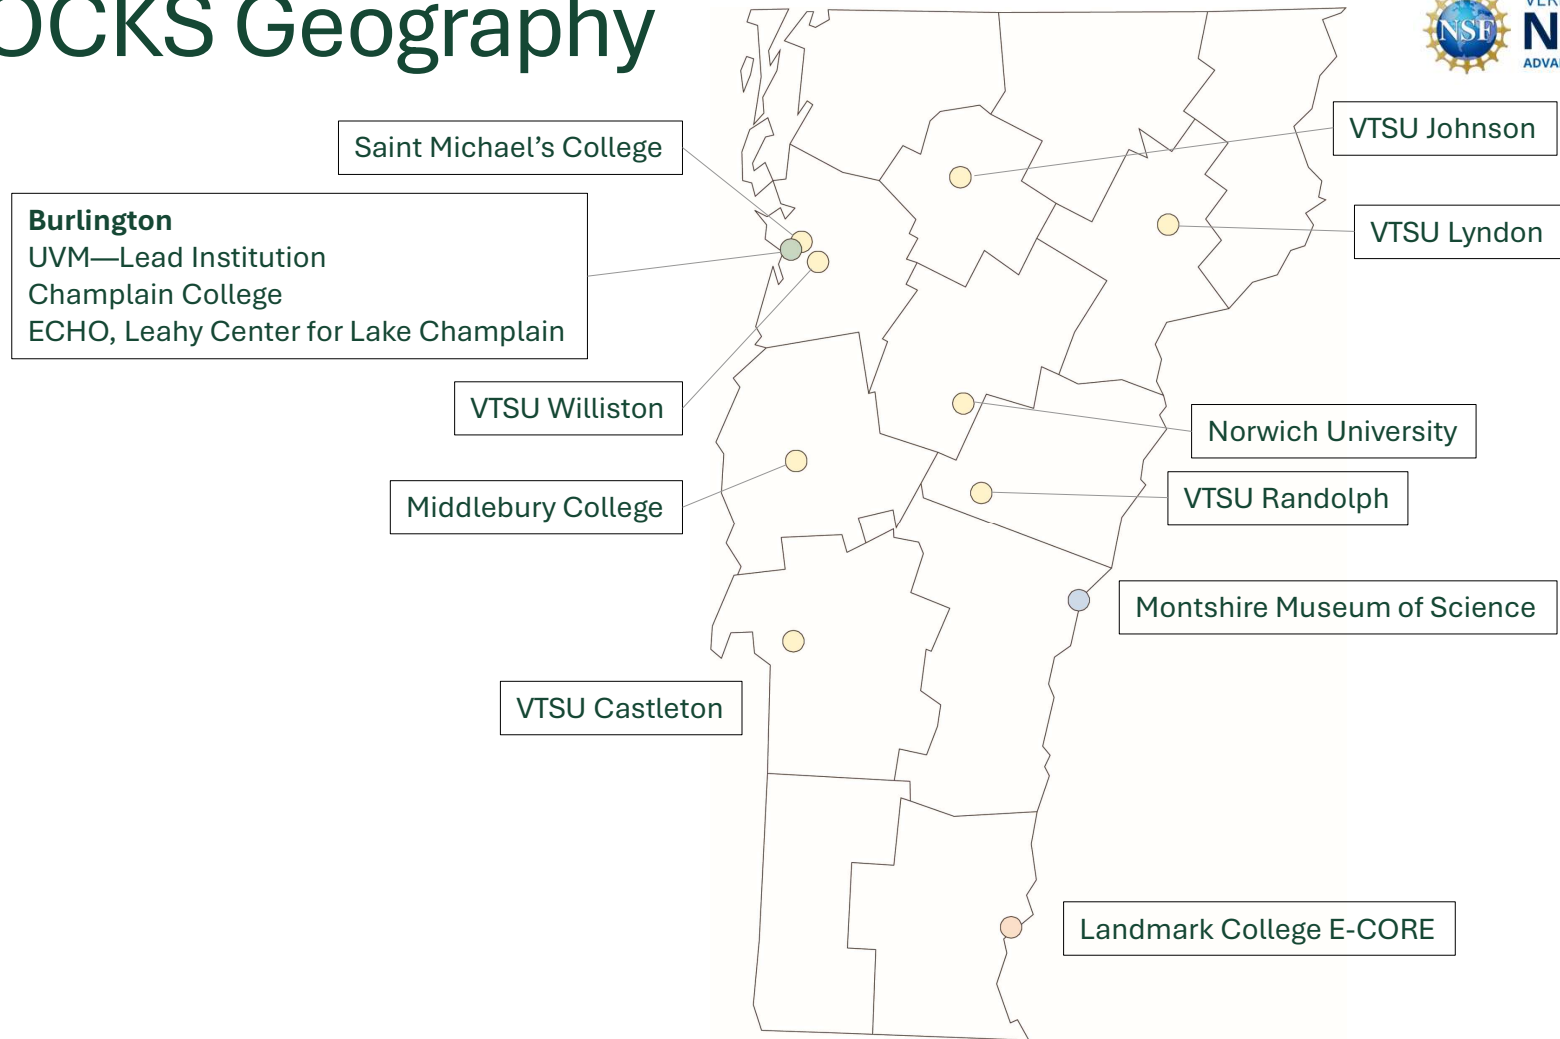 OCKS Geography
NSF
N
ADVA
Saint Michael’s College
VTSU Johnson
Burlington
UVM—Lead Institution
Champlain College
ECHO, Leahy Center for Lake Champlain
VTSU Lyndon
VTSU Williston
Norwich University
Middlebury College
VTSU Randolph
Montshire Museum of Science
VTSU Castleton
Landmark College E-CORE